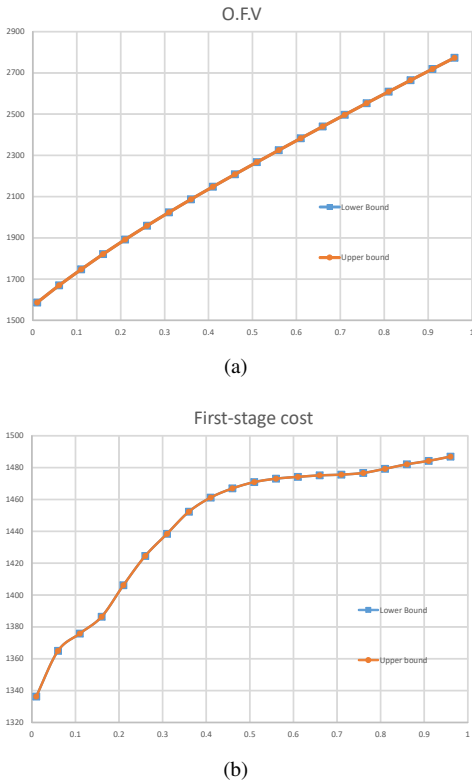 O.F.V
2900
2700
2500
2300
2100
1900
1700
1500
Lower Bound
Upper bound
0 0.1 0.2 0.3 0.4 0.5 0.6 0.7 0.8 0.9 1
(a)
First-stage cost
1500
1480
1460
1440
1420
1400
1380
1360
1340
1320
Lower Bound
Upper bound
0 0.1 0.2 0.3 0.4 0.5 0.6 0.7 0.8 0.9 1
(b)